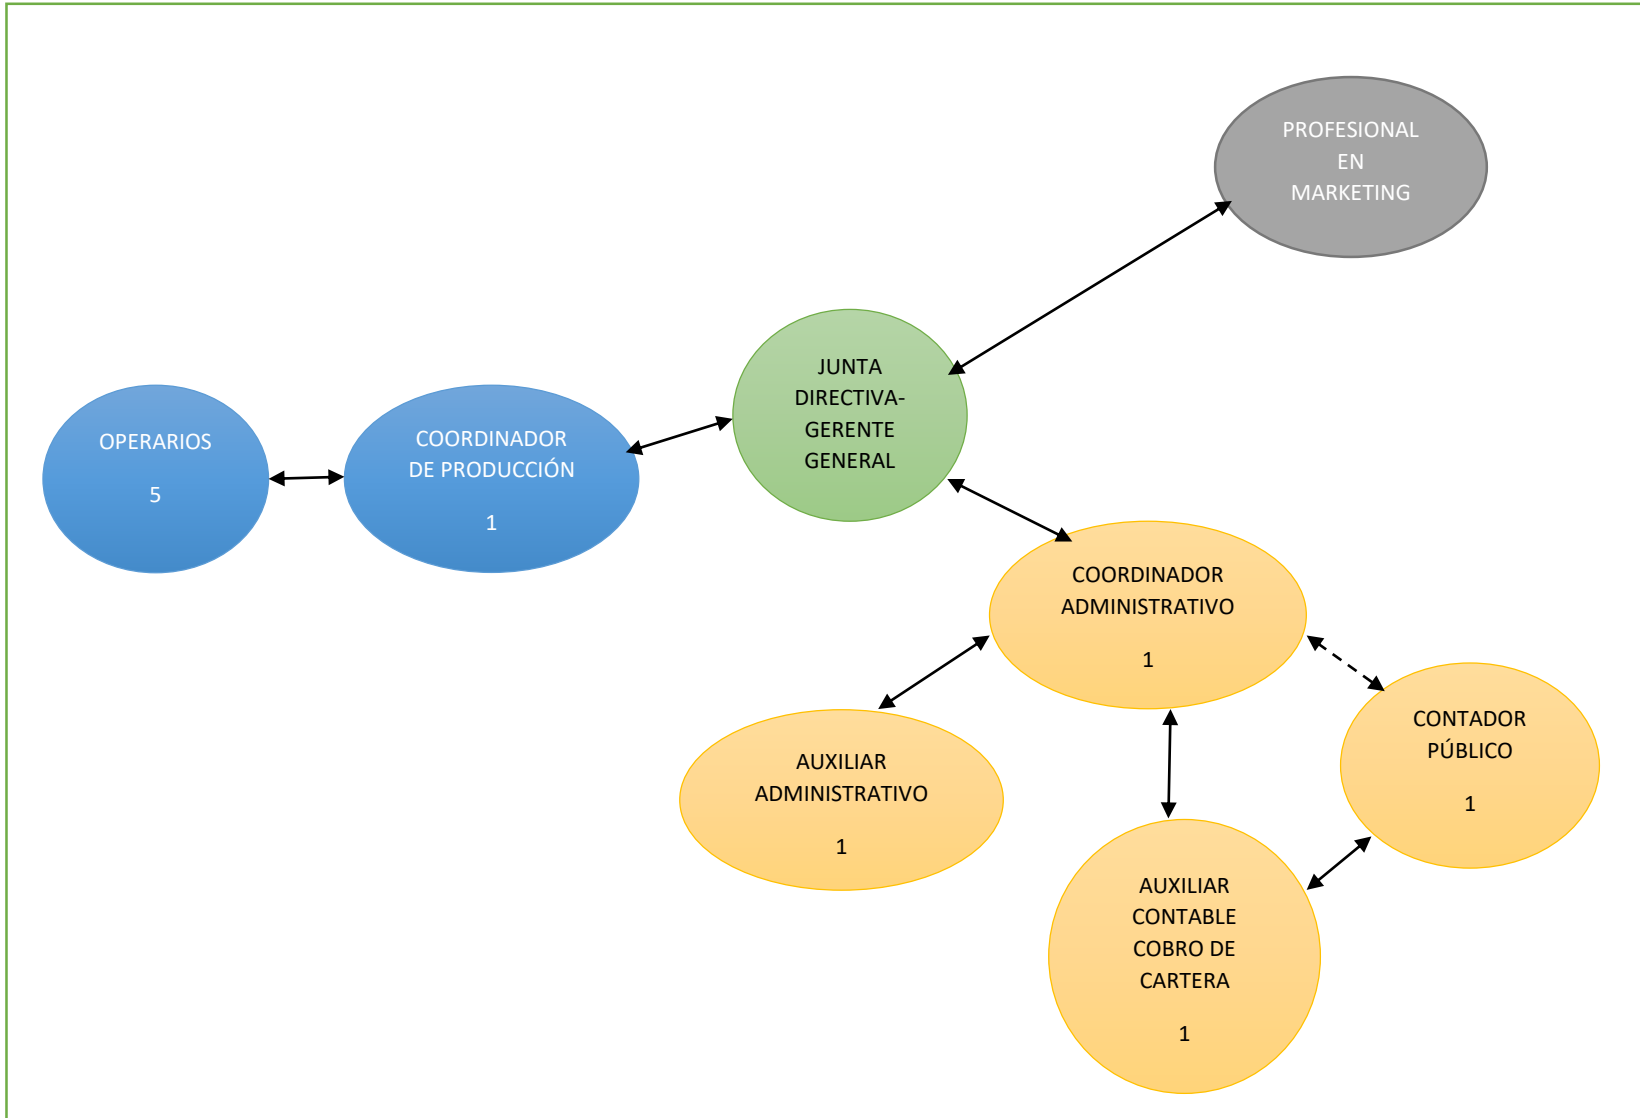 PROFESIONAL
EN
MARKETING
JUNTA
DIRECTIVA-
GERENTE
GENERAL
OPERARIOS
5
COORDINADOR
DE PRODUCCIÓN
1
COORDINADOR
ADMINISTRATIVO
1
AUXILIAR
ADMINISTRATIVO
1
CONTADOR
PÚBLICO
1
AUXILIAR
CONTABLE
COBRO DE
CARTERA
1